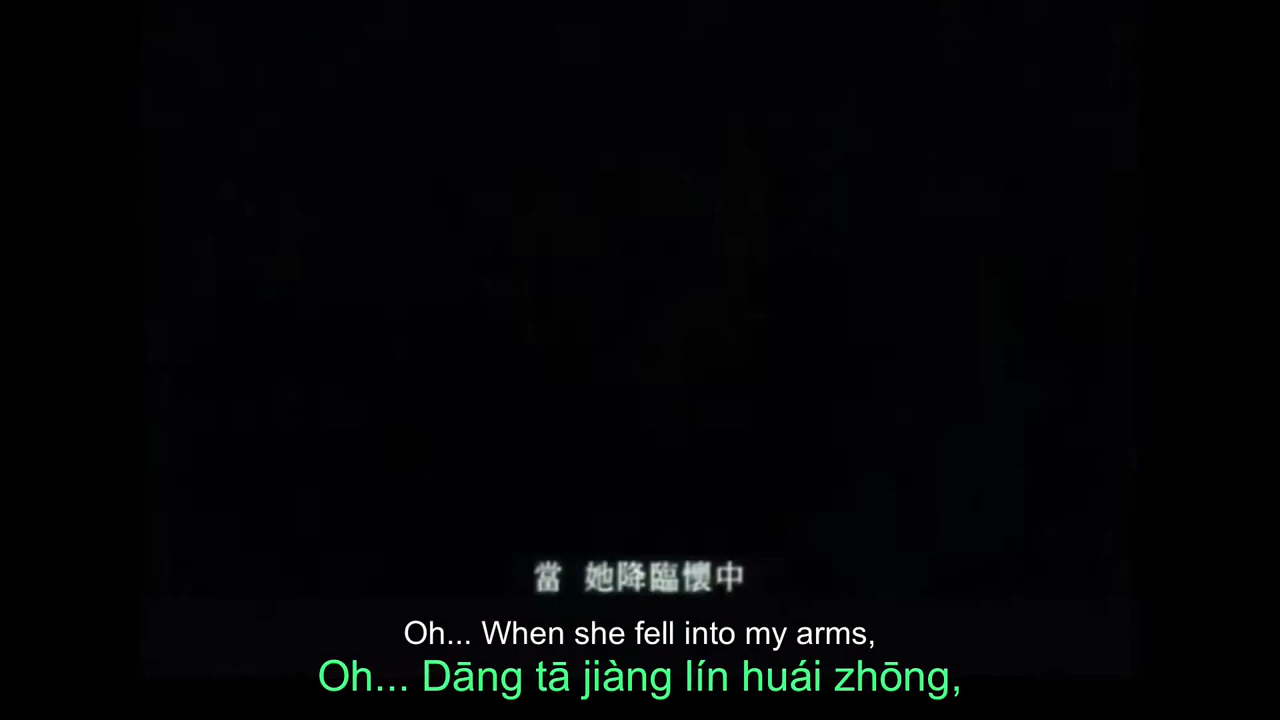 當 她降臨懷中
Oh... When she fell into my arms,
Oh... Dāng tā jiàng lín huái zhōng,